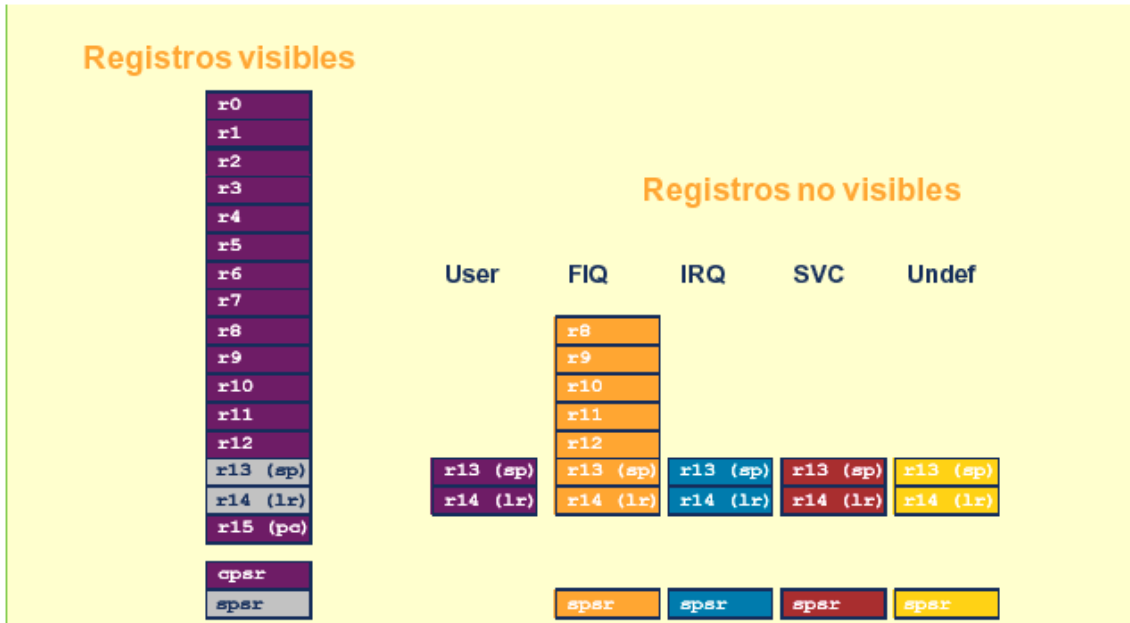 Registros visibles
r0
r1
r2
r3
Registros no visibles
r4
r5
r6 User FIQ IRQ SVC Undef
r7
r8 r8
r9 r9
r10 r10
r11 r11
r12 r12
r13 (sp) r13 (sp) r13 (sp) r13 (sp) r13 (sp) r13 (sp)
r14 (lr) r14 (lr) r14 (lr) r14 (lr) r14 (lr) r14 (lr)
r15 (pc)
cpsr
spsr spsr spsr spsr spsr